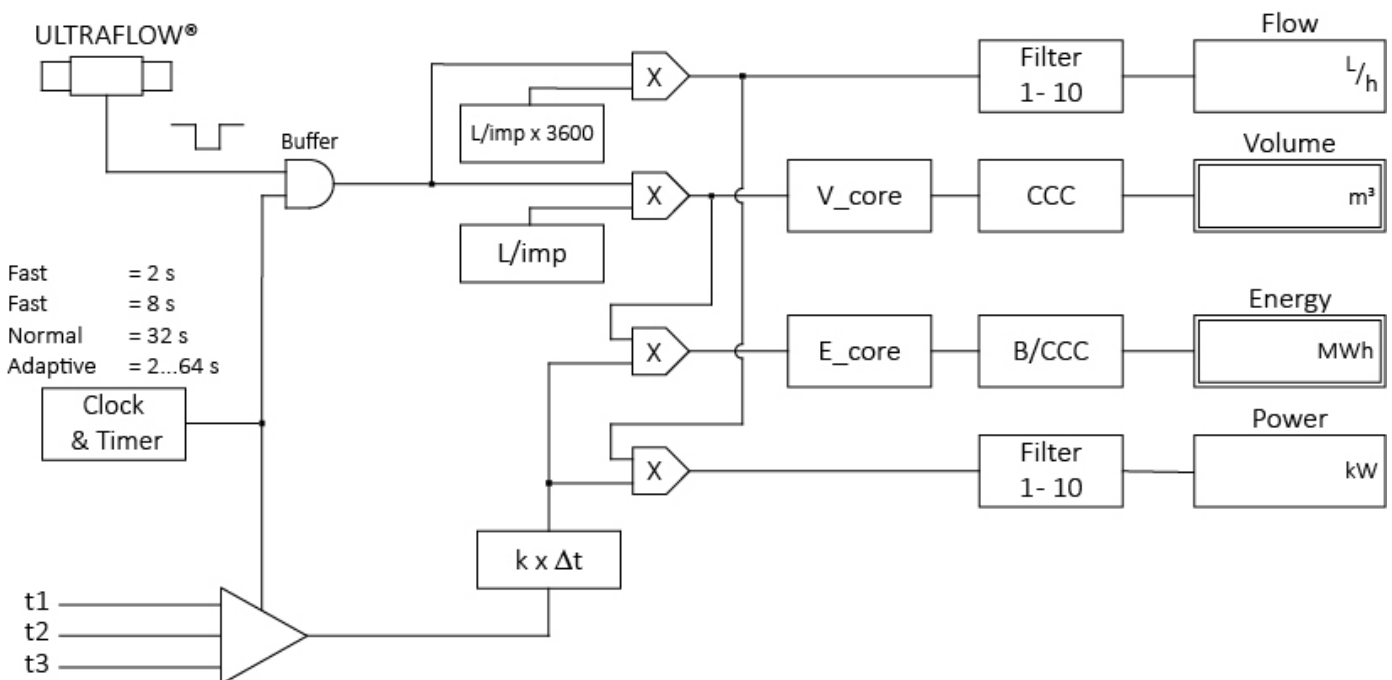 ULTRAFLOW®
Buffer
Fast = 2 s
Fast = 8 s
Normal = 32 s
Adaptive = 2...64 s
Clock
& Timer
t1
t2
t3
X
L/imp x 3600
X
L/imp
X
X
k x Δt
V_core
E_core
Filter
1- 10
CCC
B/CCC
Filter
1- 10
Flow
L/h
Volume
m³
Energy
MWh
Power
kW